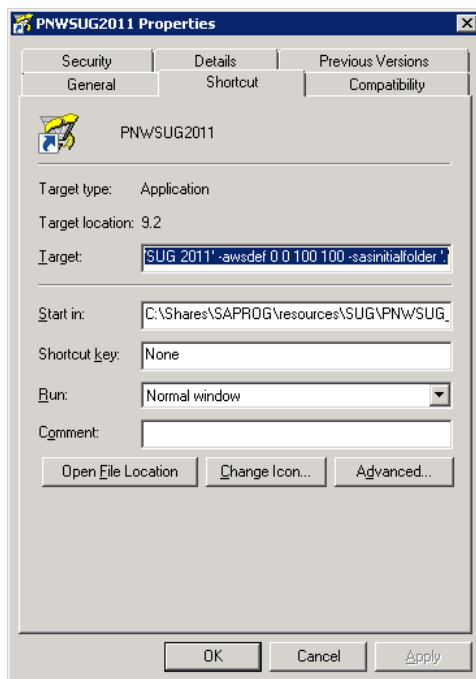 PNWSUG2011 Properties
Security Details Previous Versions
General Shortcut Compatibility
PNWSUG2011
Target type: Application
Target location: 9.2
Target: 'SUG 2011' -awsdef 0 0 100 100 -sasinitialfolder '.'
Start in: C:\Shares\SAPROG\resources\SUG\PNWSUG_
Shortcut key: None
Run: Normal window
Comment:
Open File Location Change Icon... Advanced...
OK Cancel Apply